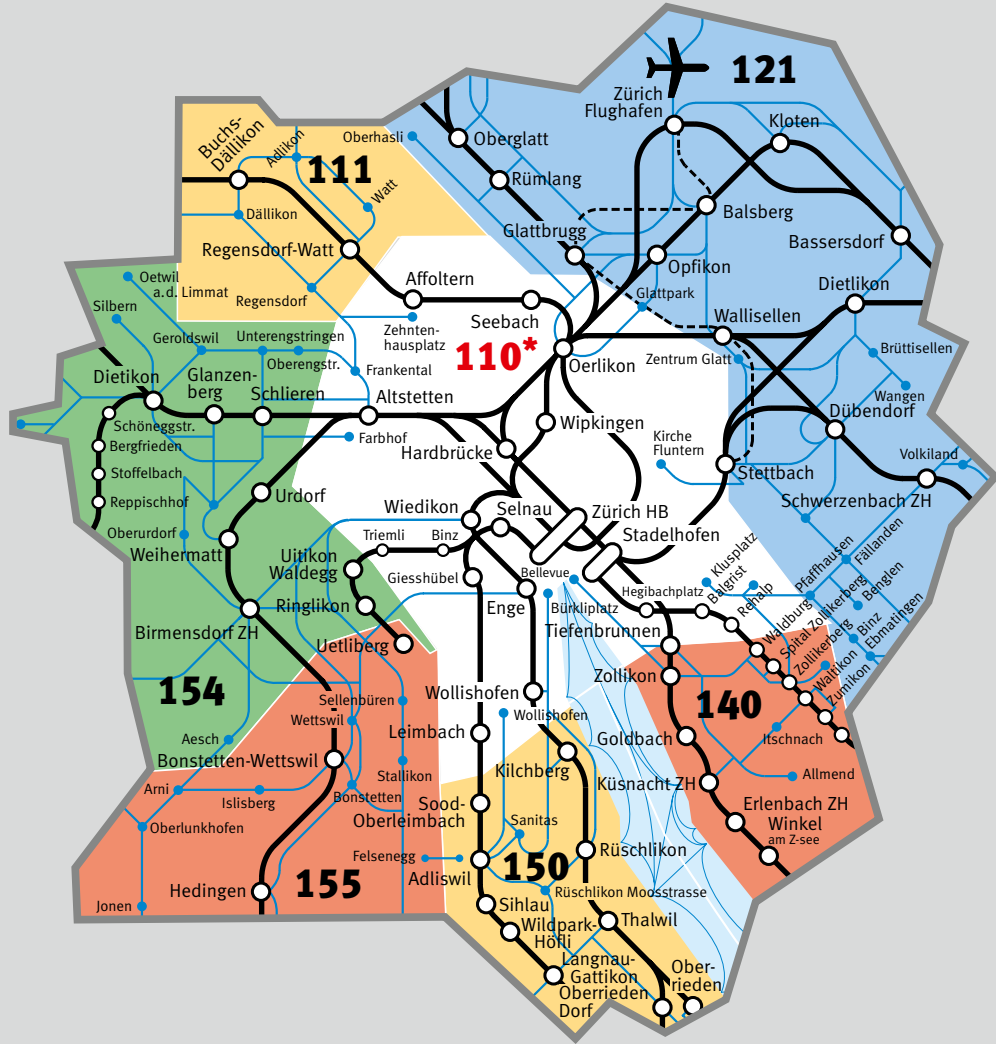 121
Zürich
Flughafen
Kloten
Buchs-
Dällikon
Adlikon
Oberhasli
Oberglatt
111
Watt
Rümlang
Dällikon
Balsberg
Regensdorf-Watt
Glattbrugg
Bassersdorf
Oetwil
a.d. Limmat
Affoltern
Opfikon
Silbern
Regensdorf
Glattpark
Dietlikon
Zehnten-
hausplatz
Seebach
Wallisellen
Geroldswil
Unterengstringen
Oberengstr.
110*
Oerlikon
Zentrum Glatt
Brüttisellen
Frankental
Dietikon
Glanzen-
berg
Schlieren
Altstetten
Wangen
Dübendorf
Schöneggstr.
Wipkingen
Bergfrieden
Farbhof
Hardbrücke
Kirche
Fluntern
Volkiland
Stoffelbach
Stettbach
Reppischhof
Urdorf
Schwerzenbach ZH
Wiedikon
Selnau
Zürich HB
Oberurdorf
Weihermatt
Triemli
Binz
Stadelhofen
Klusplatz
Pfaffhausen
Fällanden
Uitikon
Waldegg
Giesshübel
Bellevue
Hegibachplatz
Balgrist
Rehalp
Benglen
Ringlikon
Enge
Bürkliplatz
Waldburg
Spital Zollikerberg
Zollikerberg
Binz
Ebmatingen
Birmensdorf ZH
Tiefenbrunnen
Uetliberg
Waltikon
Zumikon
154
Zollikon
140
Sellenbüren
Wollishofen
Wettswil
Wollishofen
Aesch
Leimbach
Goldbach
Itschnach
Bonstetten-Wettswil
Kilchberg
Stallikon
Küsnacht ZH
Allmend
Arni
Islisberg
Bonstetten
Sood-
Oberleimbach
Erlenbach ZH
Winkel
am Z-see
Oberlunkhofen
Sanitas
Felsenegg
Rüschlikon
Adliswil
150
Hedingen
155
Rüschlikon Moosstrasse
Jonen
Sihlau
Thalwil
Wildpark-
Höfli
Langnau-
Gattikon
Ober-
rieden
Oberrieden
Dorf